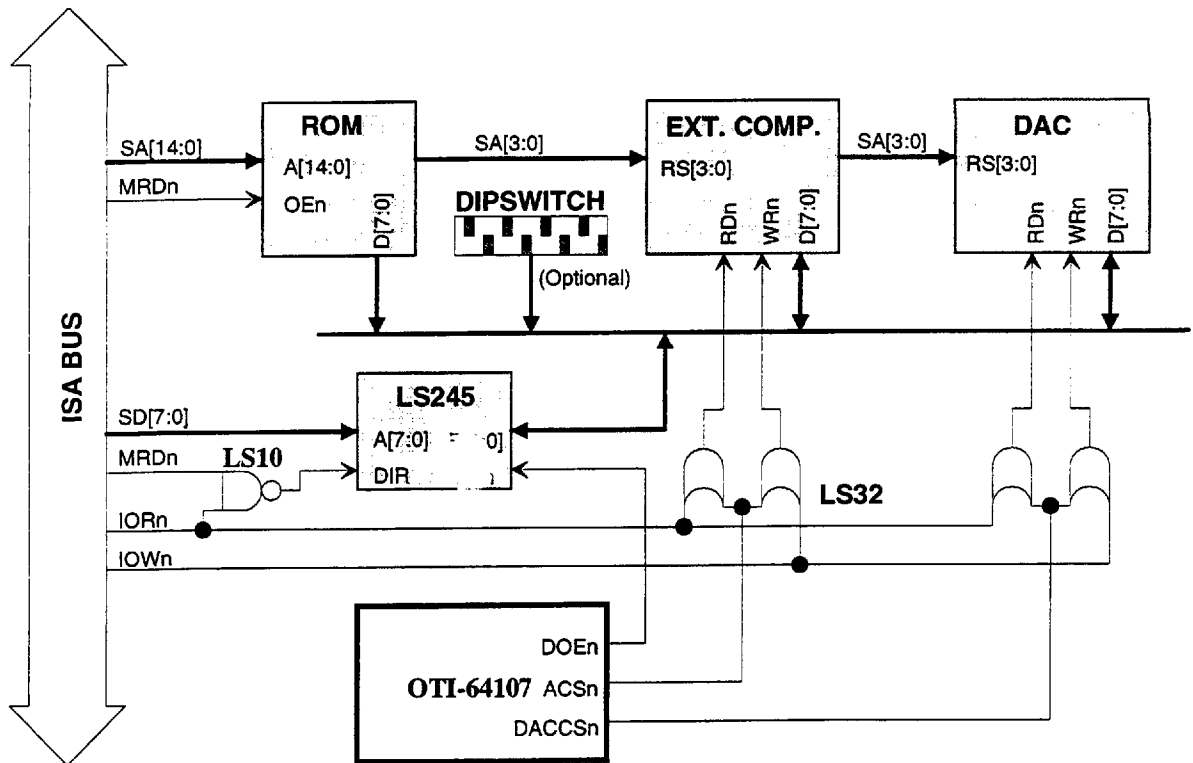 ISA BUS
SA[14:0]
MRDn
ROM
A[14:0]
OEn
D[7:0]
SA[3:0]
DIPSWITCH
(Optional)
EXT. COMP.
RS[3:0]
RDn
WRn
D[7:0]
SA[3:0]
DAC
RS[3:0]
RDn
WRn
D[7:0]
SD[7:0]
MRDn
LS10
IORn
IOWn
LS245
A[7:0]
0]
DIR
LS32
OTI-64107
DOEn
ACSn
DACCSn